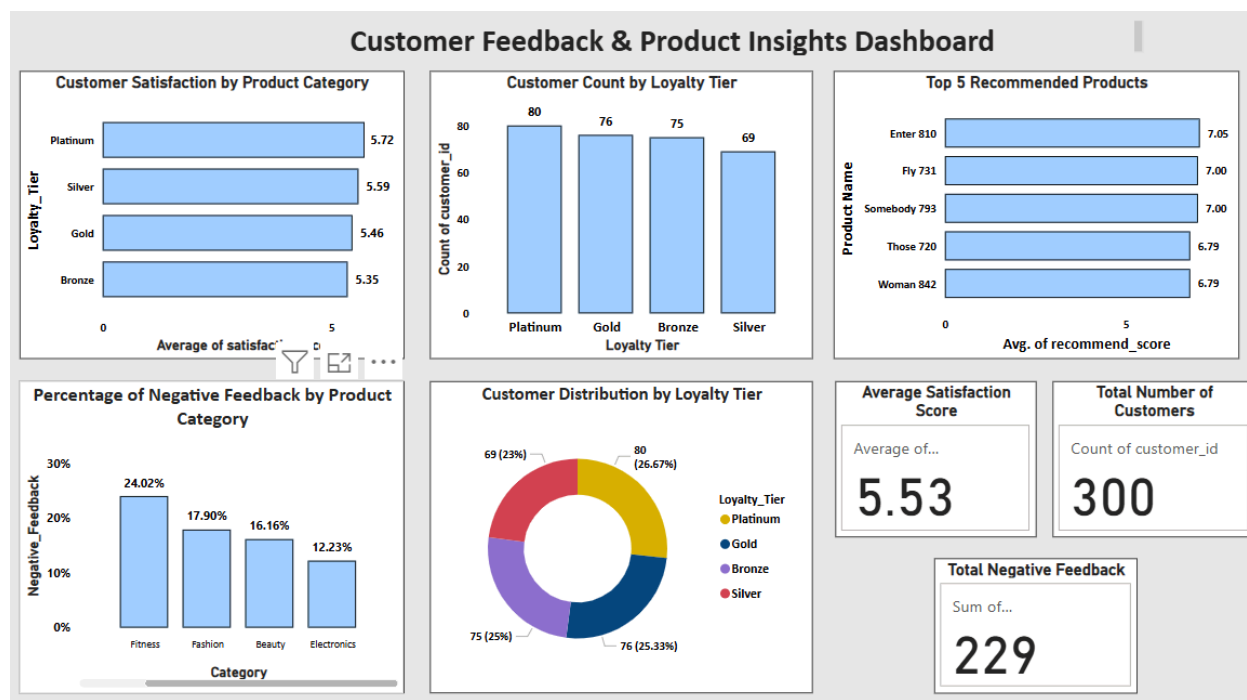 Customer Feedback & Product Insights Dashboard
Customer Satisfaction by Product Category
Loyalty_Tier
Platinum
5.72
Silver
5.59
Gold
5.46
Bronze
5.35
0
5
Average of satisfact
Customer Count by Loyalty Tier
Count of customer_id
80
60
40
20
0
80
76
75
69
Platinum
Gold
Bronze
Silver
Loyalty Tier
Top 5 Recommended Products
Product Name
Enter 810
7.05
Fly 731
7.00
Somebody 793
7.00
Those 720
6.79
Woman 842
6.79
0
5
Avg. of recommend_score
Percentage of Negative Feedback by Product
Category
Negative_Feedback
30%
20%
10%
0%
24.02%
17.90%
16.16%
12.23%
Fitness
Fashion
Beauty
Electronics
Category
Customer Distribution by Loyalty Tier
69 (23%)
80
(26.67%)
75 (25%)
76 (25.33%)
Loyalty_Tier
Platinum
Gold
Bronze
Silver
Average Satisfaction
Score
Average of...
5.53
Total Number of
Customers
Count of customer_id
300
Total Negative Feedback
Sum of...
229